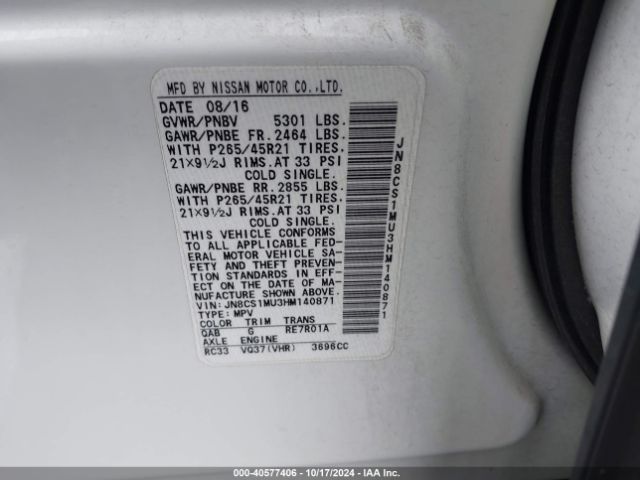 MFD BY NISSAN MOTOR CO.,LTD.
DATE 08/16
GVWR/PNBV 5301 LBS.
GAWR/PNBE FR. 2464 LBS.
WITH P265/45R21 TIRES.
21X9½J RIMS.AT 33 PSI
COLD SINGLE.
GAWR/PNBE RR. 2855 LBS.
WITH P265/45R21 TIRES.
21X9½J RIMS.AT 33 PSI
COLD SINGLE.
THIS VEHICLE CONFORMS
TO ALL APPLICABLE FED-
ERAL MOTOR VEHICLE SA-
FETY AND THEFT PREVEN-
TION STANDARDS IN EFF-
ECT ON THE DATE OF MA-
NUFACTURE SHOWN ABOVE.
VIN:JN8CS1MU3HM140871
TYPE: MPV
COLOR TRIM TRANS
QAB G RE7R01A
AXLE ENGINE
RC33 VQ37(VHR) 3696CC
JN8CS1MU3HM140871
000-40577406 - 10/17/2024 - IAA Inc.